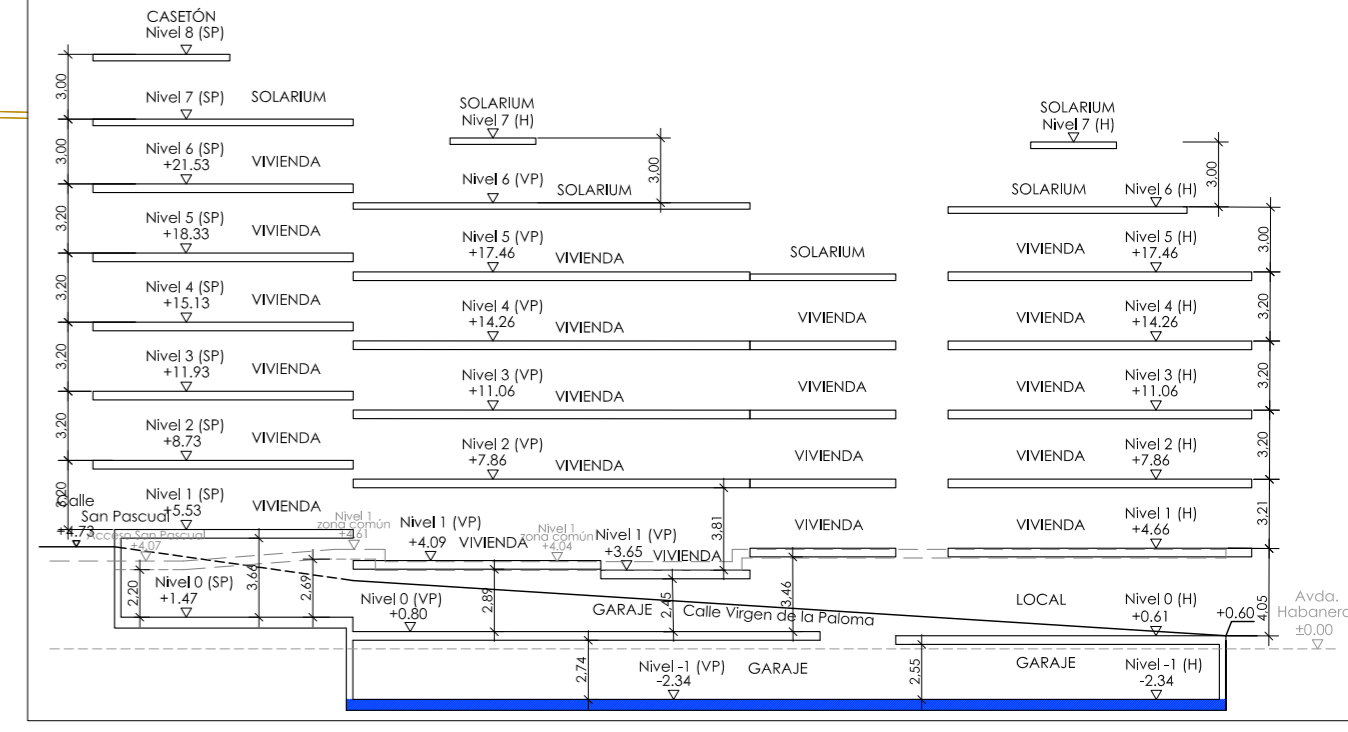 CASETÓN
Nivel 8 (SP)
3,00
Nivel 7 (SP)
SOLARIUM
3,00
Nivel 6 (SP)
+21.53
VIVIENDA
3,20
Nivel 5 (SP)
+18.33
VIVIENDA
3,20
Nivel 4 (SP)
+15.13
VIVIENDA
3,20
Nivel 3 (SP)
+11.93
VIVIENDA
3,20
Nivel 2 (SP)
+8.73
VIVIENDA
3,20
Nivel 1 (SP)
+5.53
VIVIENDA
Calle
San Pascual
+4.73
Acceso San Pascual
+4.07
Nivel 1
zona común
+4.61
2,20
Nivel 0 (SP)
+1.47
3,66
2,69
SOLARIUM
Nivel 7 (H)
3,00
Nivel 6 (VP)
SOLARIUM
Nivel 5 (VP)
+17.46
VIVIENDA
Nivel 4 (VP)
+14.26
VIVIENDA
Nivel 3 (VP)
+11.06
VIVIENDA
Nivel 2 (VP)
+7.86
VIVIENDA
Nivel 1 (VP)
+4.09
VIVIENDA
Nivel 1
zona común
+4.04
Nivel 1 (VP)
+3.65
VIVIENDA
3,81
Nivel 0 (VP)
+0.80
2,89
2,45
GARAJE
Calle Virgen de la Paloma
3,46
2,74
Nivel -1 (VP)
-2.34
GARAJE
SOLARIUM
VIVIENDA
VIVIENDA
VIVIENDA
VIVIENDA
SOLARIUM
Nivel 7 (H)
3,00
SOLARIUM
Nivel 6 (H)
3,00
VIVIENDA
Nivel 5 (H)
+17.46
3,20
VIVIENDA
Nivel 4 (H)
+14.26
3,20
VIVIENDA
Nivel 3 (H)
+11.06
3,20
VIVIENDA
Nivel 2 (H)
+7.86
3,21
VIVIENDA
Nivel 1 (H)
+4.66
LOCAL
Nivel 0 (H)
+0.61
+0.60
4,05
Avda.
Habanera
±0.00
2,55
GARAJE
Nivel -1 (H)
-2.34